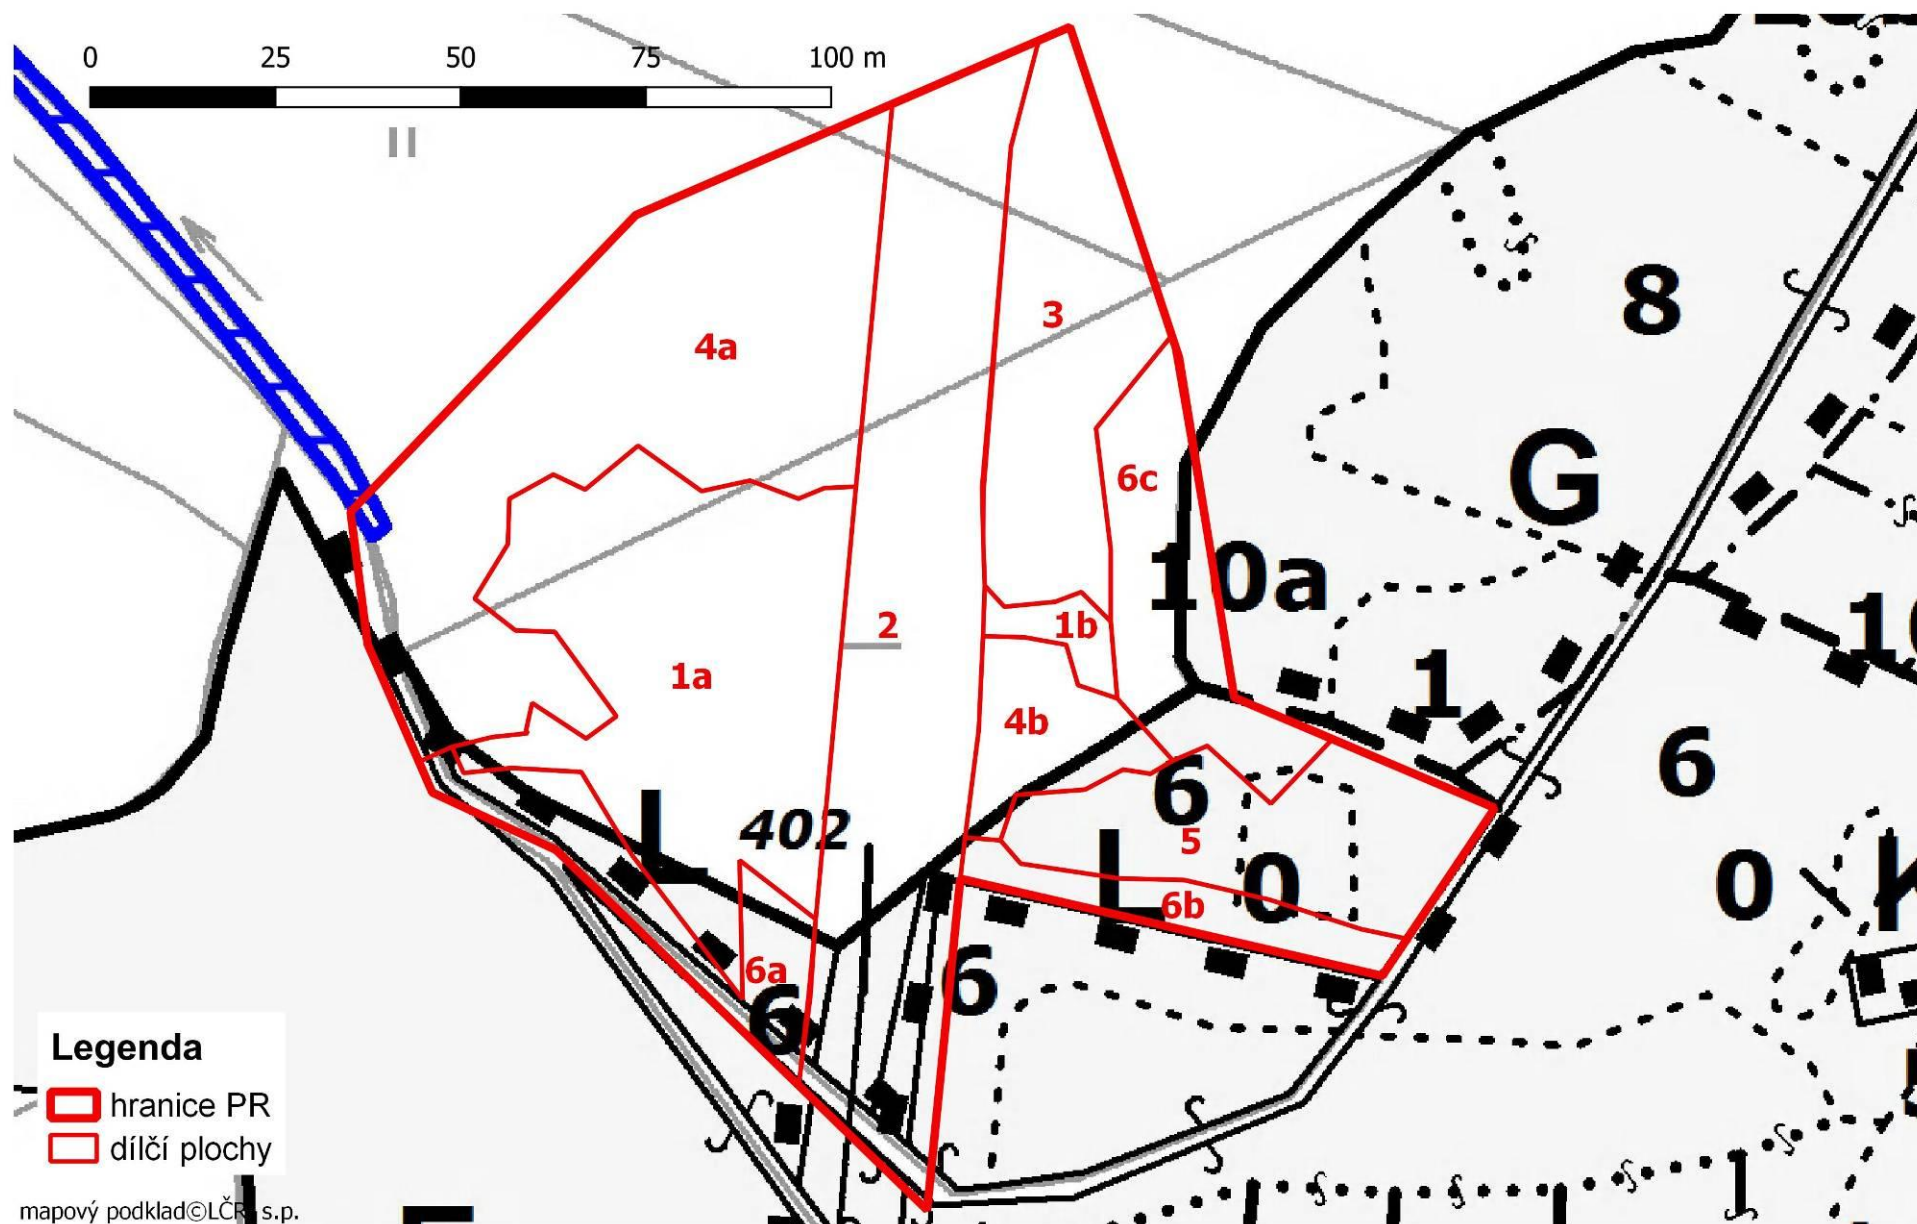 0 25 50 75 100 m
II
8
3
4a
G
6c
10a
2
1b
1a
1
4b
6
6
L
402
5
L
0
0
6b
6a
6
6
Legenda
hranice PR
dílčí plochy
mapový podklad©LČR, s.p.